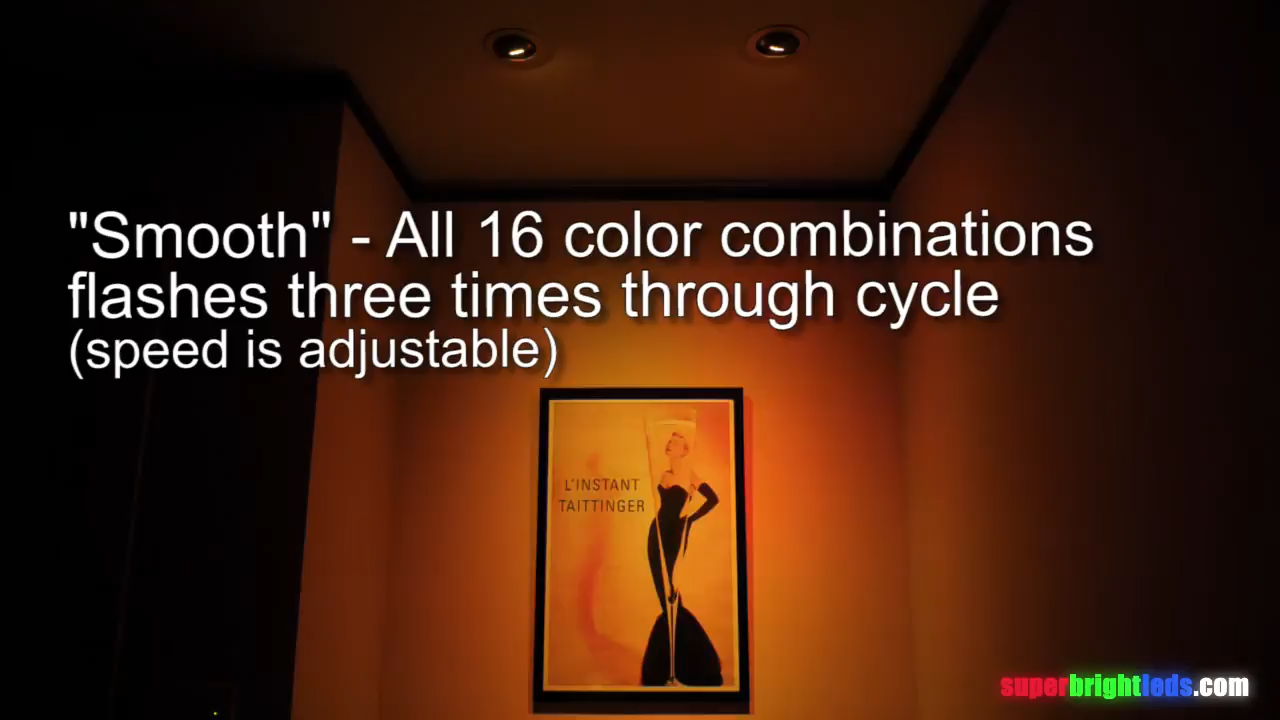 "Smooth" - All 16 color combinations
flashes three times through cycle
(speed is adjustable)
L'INSTANT
TAITTINGER
superbrightleds.com